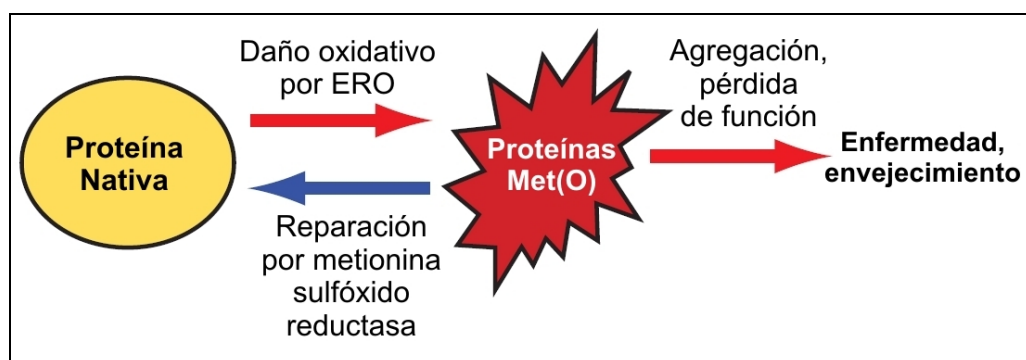 Proteína
Nativa
Daño oxidativo
por ERO
Reparación
por metionina
sulfóxido
reductasa
Proteínas
Met(O)
Agregación,
pérdida
de función
Enfermedad,
envejecimiento